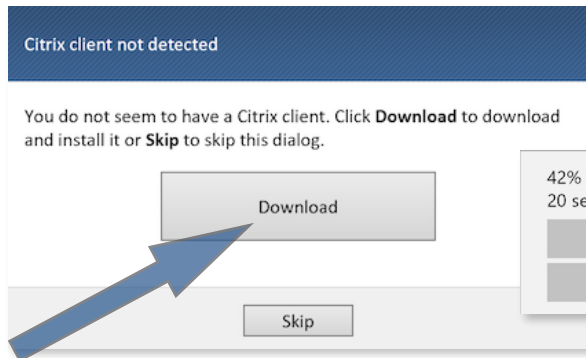 Citrix client not detected
You do not seem to have a Citrix client. Click Download to download
and install it or Skip to skip this dialog.
42%
20
Download
Skip